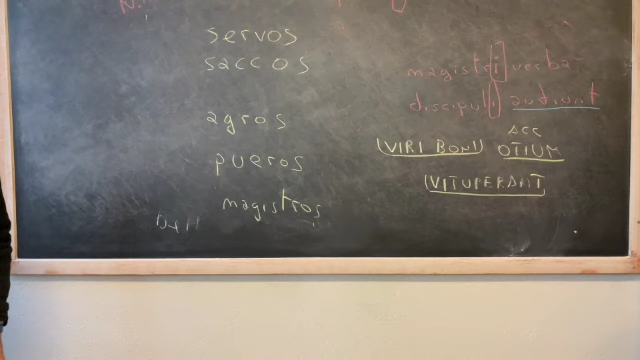 servos
saccos
agros
pueros
magistros
magistri verba
discipuli audiunt
ACC
VIRI BONI OTIUM
VITUPERANT